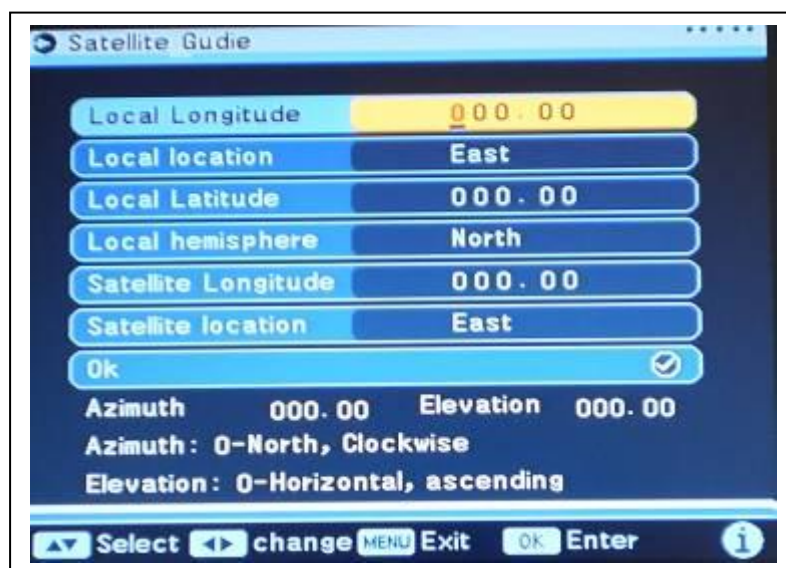 Satellite Gudie
Local Longitude 000.00
Local location East
Local Latitude 000.00
Local hemisphere North
Satellite Longitude 000.00
Satellite location East
Ok
Azimuth 000.00 Elevation 000.00
Azimuth: 0-North, Clockwise
Elevation: 0-Horizontal, ascending
Select change MENU Exit OK Enter i